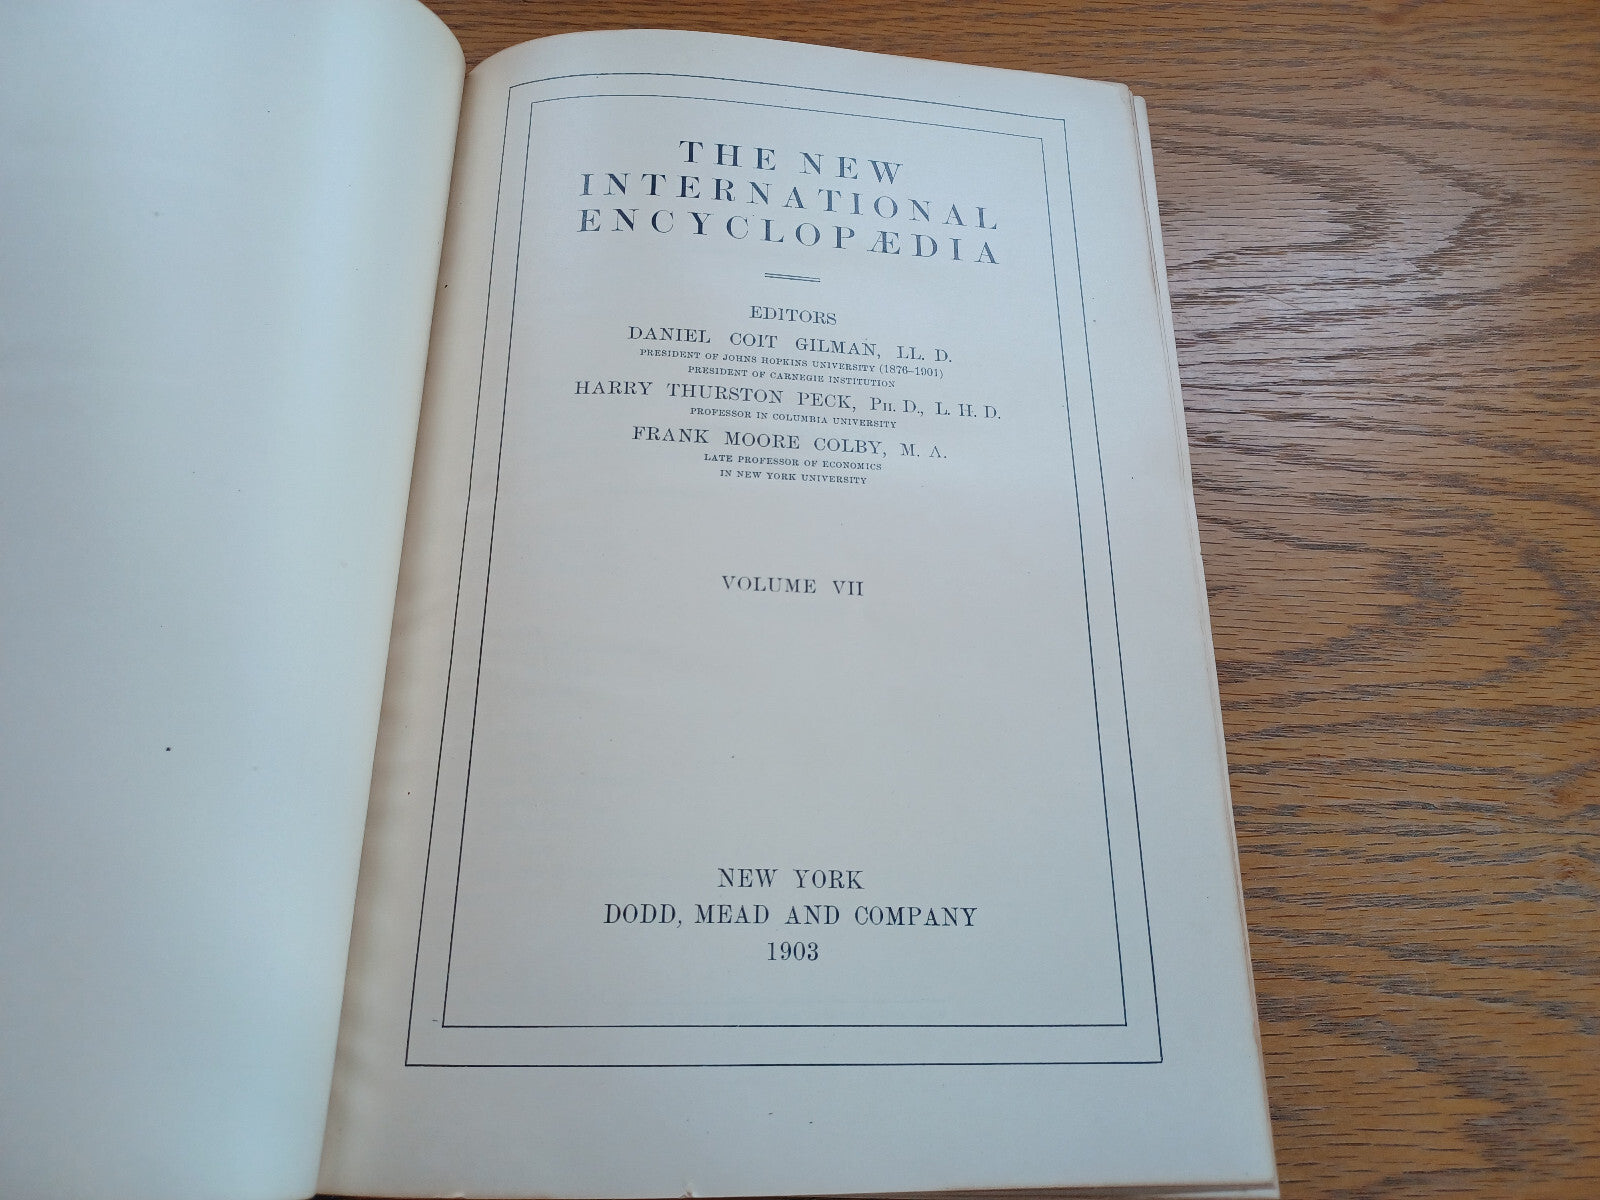 THE NEW
INTERNATIONAL
ENCYCLOPÆDIA
EDITORS
DANIEL COIT GILMAN, LL. D.
PRESIDENT OF JOHNS HOPKINS UNIVERSITY (1876–1901)
PRESIDENT OF CARNEGIE INSTITUTION
HARRY THURSTON PECK, PH. D., L. H. D.
PROFESSOR IN COLUMBIA UNIVERSITY
FRANK MOORE COLBY, M. A.
LATE PROFESSOR OF ECONOMICS
IN NEW YORK UNIVERSITY
VOLUME VII
NEW YORK
DODD, MEAD AND COMPANY
1903